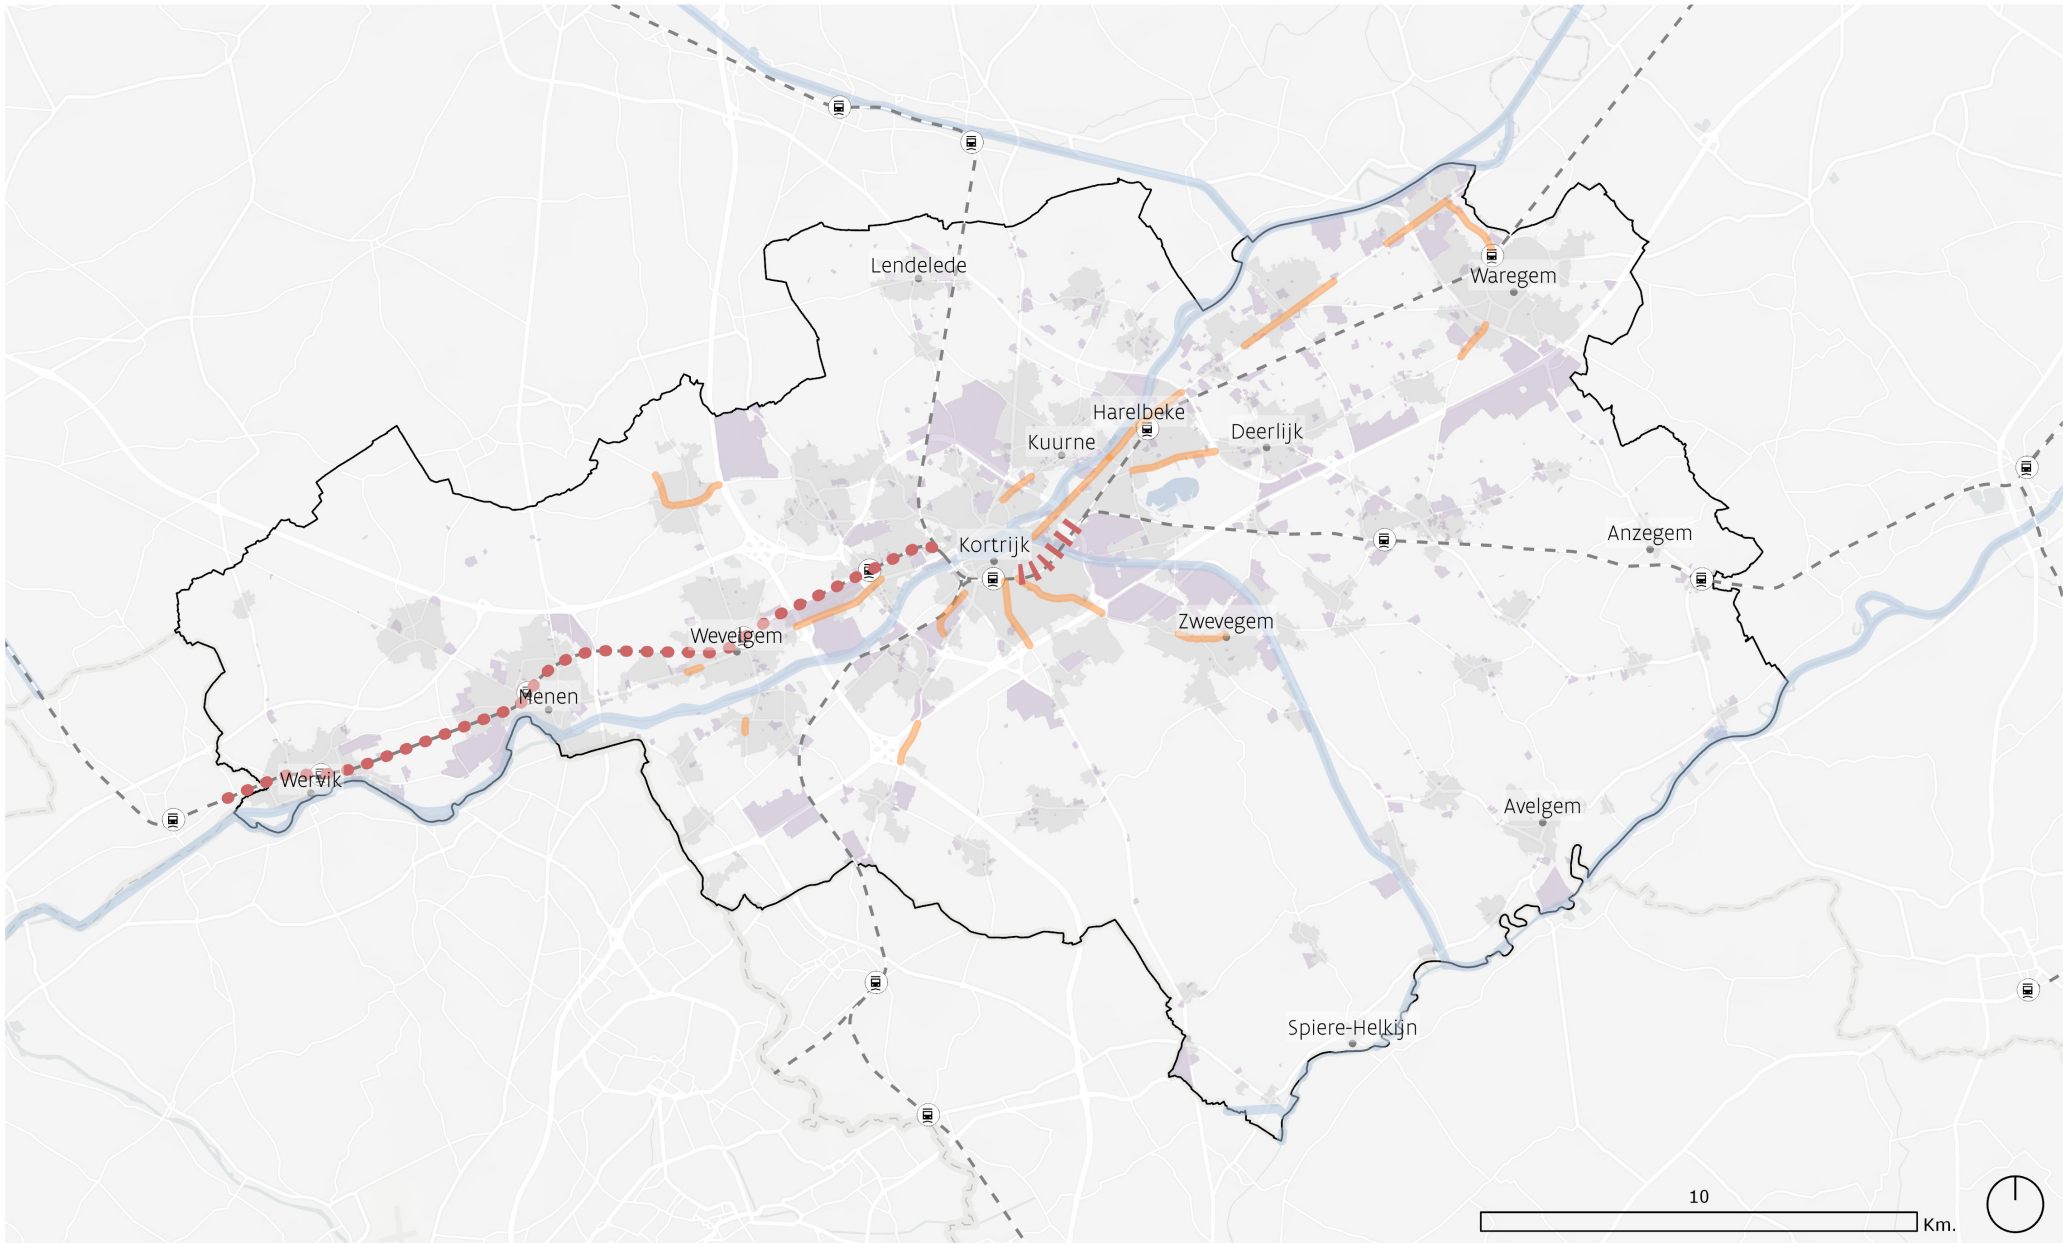 Lendelede
Waregem
Harelbeke
Kuurne
Deerlijk
Kortrijk
Anzegem
Zwevegem
Wevelgem
Menen
Wervik
Avelgem
Spiere-Helkijn
10
Km.